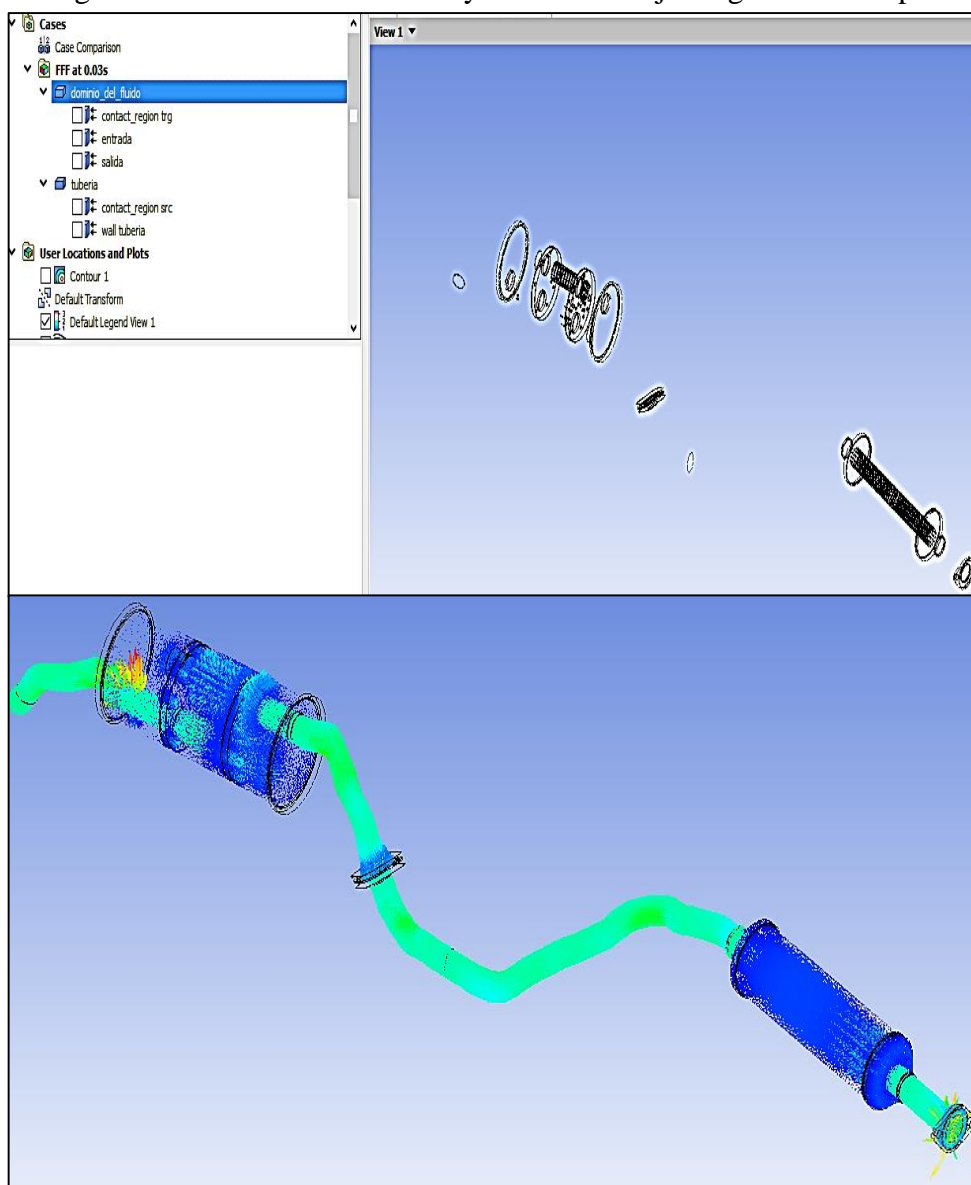 Cases
Case Comparison
FFF at 0.03s
dominio_del_fluido
contact_region trg
entrada
salida
tuberia
contact_region src
wall tuberia
User Locations and Plots
Contour 1
Default Transform
Default Legend View 1
View 1